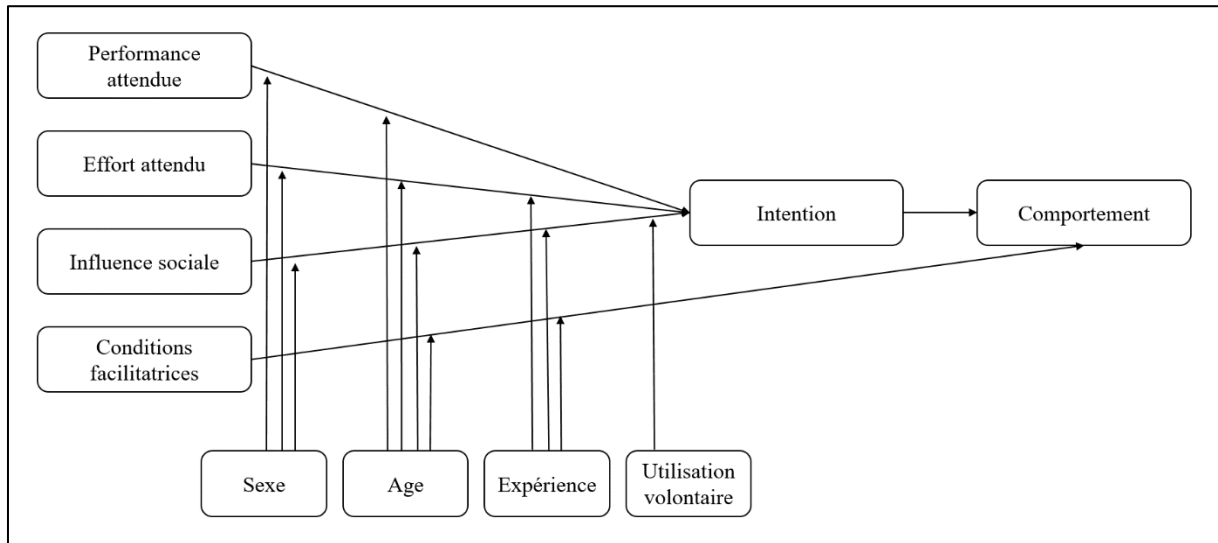 Performance
attendue
Effort attendu
Influence sociale
Conditions
facilitatrices
Intention
Comportement
Sexe
Age
Expérience
Utilisation
volontaire